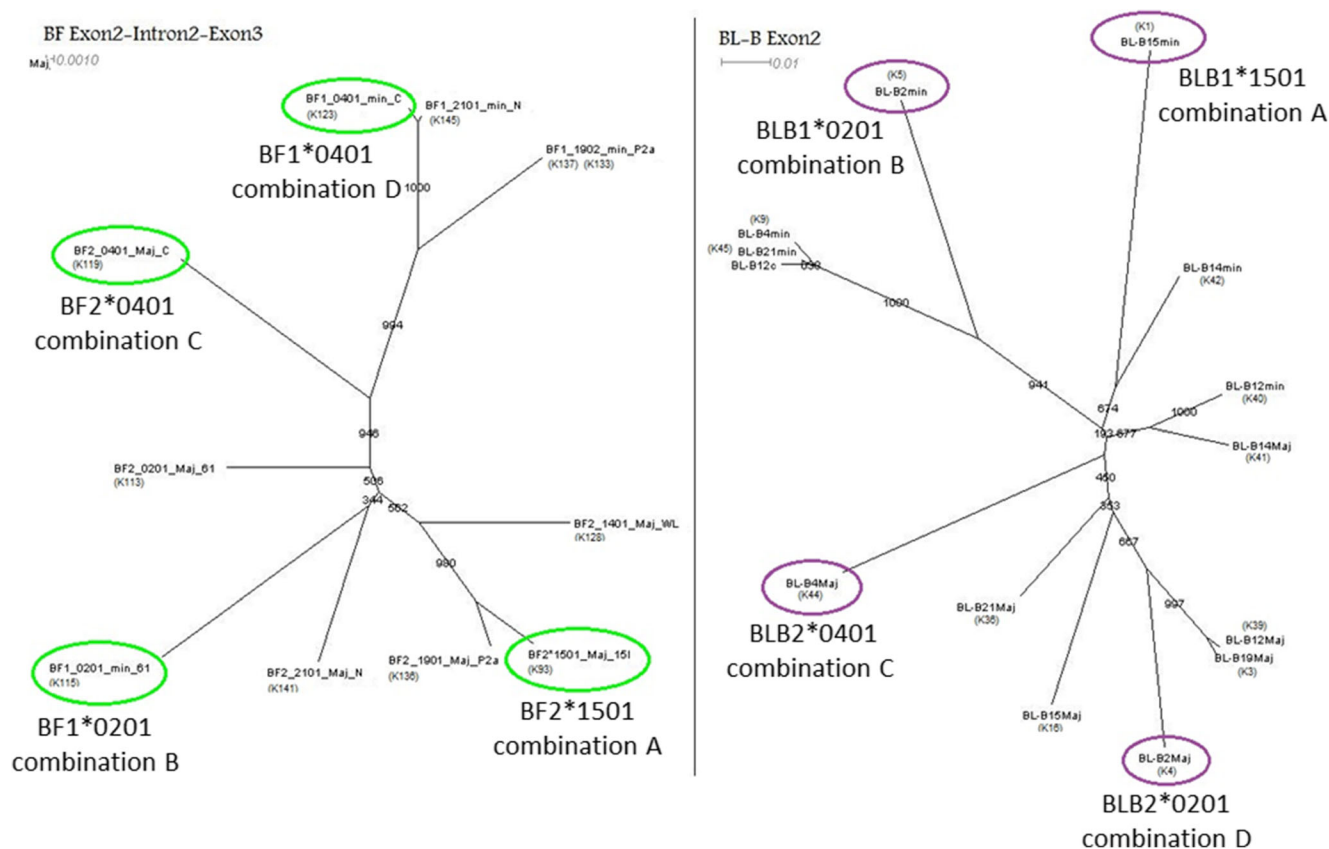 BF Exon2-Intron2-Exon3
Maj
0.0010
BF1_0401_min_C
(K123)
BF1_2101_min_N
(K145)
BF1*0401
combination D
BF1_1902_min_P2a
(K137) (K133)
1000
BF2_0401_Maj_C
(K119)
BF2*0401
combination C
994
946
BF2_0201_Maj_61
(K113)
506
344
562
BF2_1401_Maj_WL
(K128)
980
BF1_0201_min_61
(K115)
BF1*0201
combination B
BF2_2101_Maj_N
(K141)
BF2_1901_Maj_P2a
(K136)
BF2*1501_Maj_15I
(K93)
BF2*1501
combination A
BL-B Exon2
0.01
(K1)
BL-B15min
BLB1*1501
combination A
(K5)
BL-B2min
BLB1*0201
combination B
(K9)
BL-B4min
(K45)
BL-B21min
BL-B12c
1000
941
BL-B14min
(K42)
674
BL-B12min
(K40)
1000
193
677
BL-B14Maj
(K41)
450
353
667
BL-B4Maj
(K44)
BLB2*0401
combination C
BL-B21Maj
(K36)
997
(K39)
BL-B12Maj
BL-B19Maj
(K3)
BL-B15Maj
(K16)
BL-B2Maj
(K4)
BLB2*0201
combination D